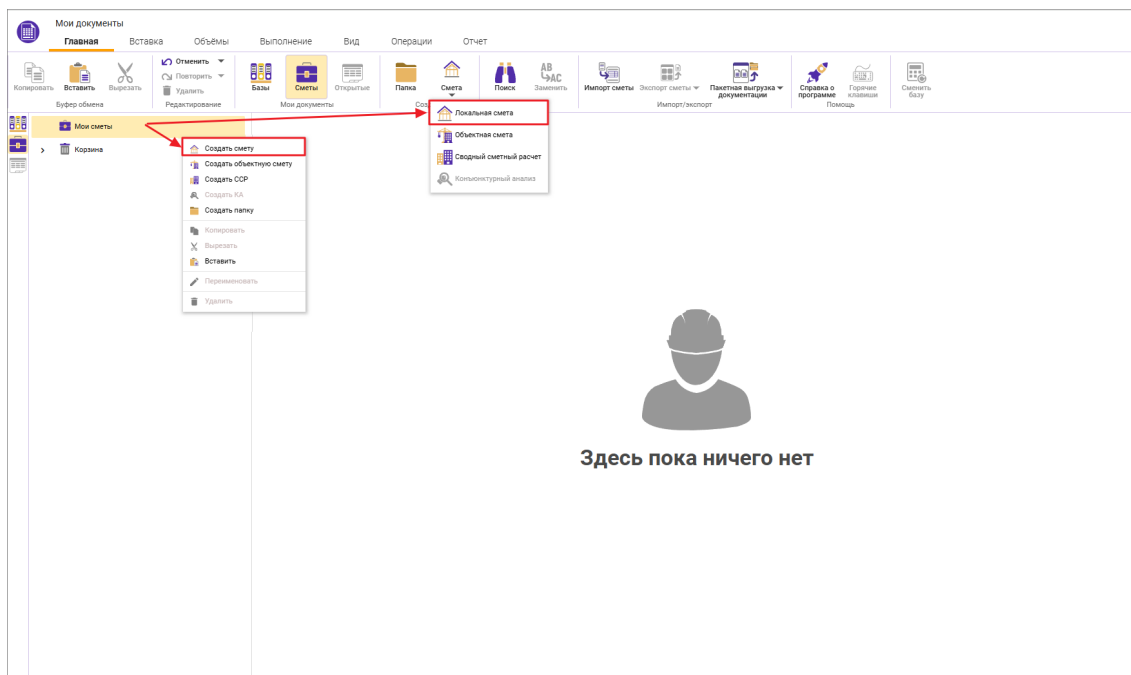 Мои документы
Главная Вставка Объёмы Выполнение Вид Операции Отчет
Копировать Вставить Вырезать
Буфер обмена
Отменить
Повторить
Удалить
Редактирование
Базы Сметы Открытые
Мои документы
Папка Смета
Соз
Поиск Заменить
AB
AC
Импорт сметы Экспорт сметы Пакетная выгрузка документации
Импорт/экспорт
Справка о программе Горячие клавиши
Помощь
Сменить базу
Мои сметы
Корзина
Создать смету
Создать объектную смету
Создать ССР
Создать КА
Создать папку
Копировать
Вырезать
Вставить
Переименовать
Удалить
Локальная смета
Объектная смета
Сводный сметный расчет
Конъюнктурный анализ
Здесь пока ничего нет